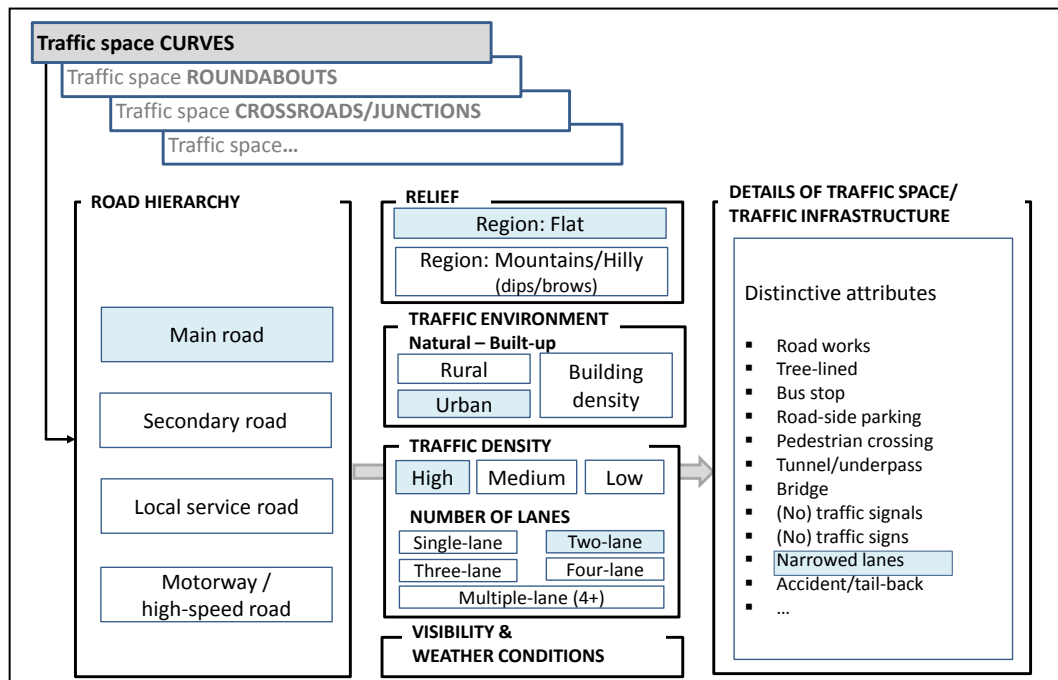 Traffic space CURVES
Traffic space ROUNDABOUTS
Traffic space CROSSROADS/JUNCTIONS
Traffic space...
ROAD HIERARCHY
Main road
Secondary road
Local service road
Motorway /
high-speed road
RELIEF
Region: Flat
Region: Mountains/Hilly
(dips/brows)
TRAFFIC ENVIRONMENT
Natural – Built-up
Rural
Urban
Building
density
TRAFFIC DENSITY
High
Medium
Low
NUMBER OF LANES
Single-lane
Two-lane
Three-lane
Four-lane
Multiple-lane (4+)
VISIBILITY &
WEATHER CONDITIONS
DETAILS OF TRAFFIC SPACE/
TRAFFIC INFRASTRUCTURE
Distinctive attributes
▪ Road works
▪ Tree-lined
▪ Bus stop
▪ Road-side parking
▪ Pedestrian crossing
▪ Tunnel/underpass
▪ Bridge
▪ (No) traffic signals
▪ (No) traffic signs
▪ Narrowed lanes
▪ Accident/tail-back
▪ ...